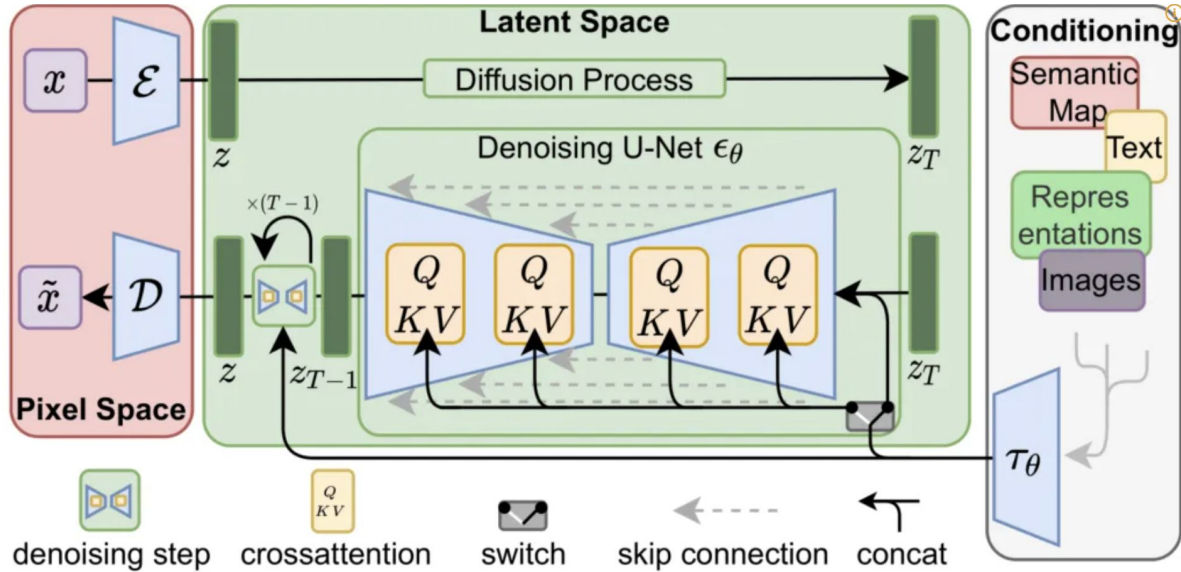 Latent Space
Conditioning
x
ℰ
Diffusion Process
Semantic
Map
z
z_T
Text
Denoising U-Net ϵ_θ
×(T−1)
Repres
entations
Images
x̃
𝒟
Q
KV
Q
KV
Q
KV
Q
KV
z
z_{T−1}
z_T
Pixel Space
τ_θ
Q
KV
denoising step
crossattention
switch
skip connection
concat